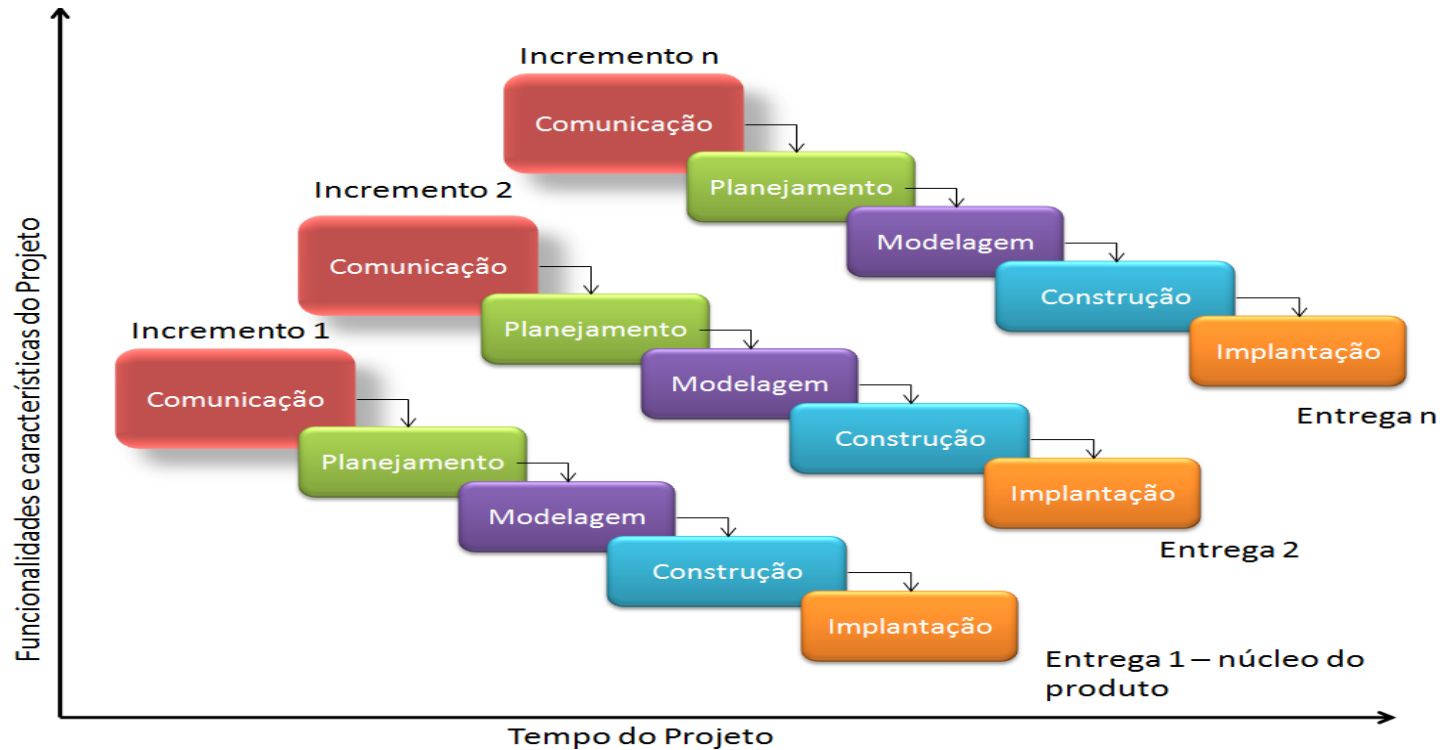 Funcionalidades e características do Projeto
Incremento n
Comunicação
Planejamento
Modelagem
Construção
Implantação
Entrega n
Incremento 2
Comunicação
Planejamento
Modelagem
Construção
Implantação
Entrega 2
Incremento 1
Comunicação
Planejamento
Modelagem
Construção
Implantação
Entrega 1 – núcleo do
produto
Tempo do Projeto